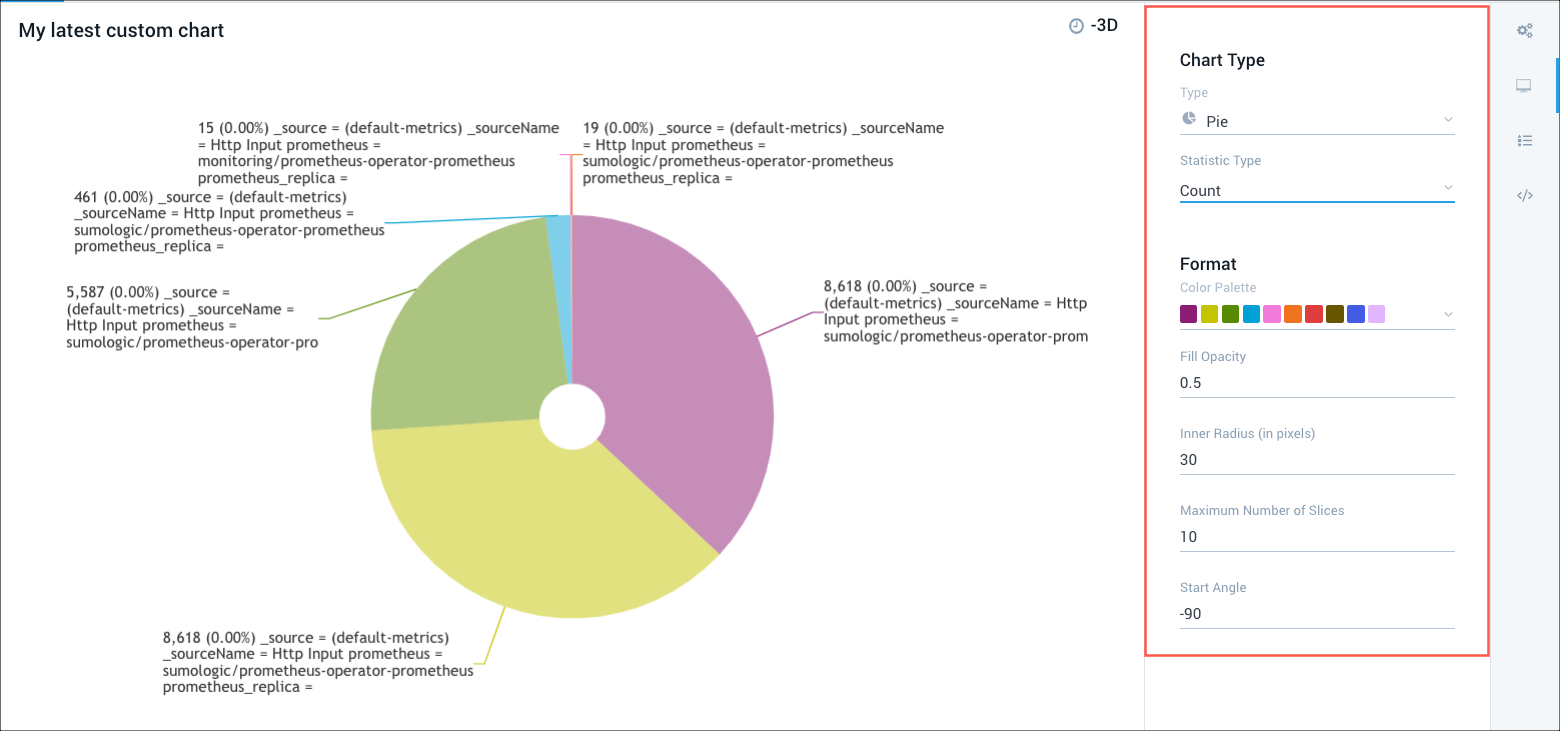 My latest custom chart
-3D
15 (0.00%) _source = (default-metrics) _sourceName
= Http Input prometheus =
monitoring/prometheus-operator-prometheus
prometheus_replica =
19 (0.00%) _source = (default-metrics) _sourceName
= Http Input prometheus =
sumologic/prometheus-operator-prometheus
prometheus_replica =
461 (0.00%) _source = (default-metrics)
_sourceName = Http Input prometheus =
sumologic/prometheus-operator-prometheus
prometheus_replica =
5,587 (0.00%) _source =
(default-metrics) _sourceName =
Http Input prometheus =
sumologic/prometheus-operator-pro
8,618 (0.00%) _source =
(default-metrics) _sourceName = Http
Input prometheus =
sumologic/prometheus-operator-prom
8,618 (0.00%) _source = (default-metrics)
_sourceName = Http Input prometheus =
sumologic/prometheus-operator-prometheus
prometheus_replica =
Chart Type
Type
Pie
Statistic Type
Count
Format
Color Palette
Fill Opacity
0.5
Inner Radius (in pixels)
30
Maximum Number of Slices
10
Start Angle
-90